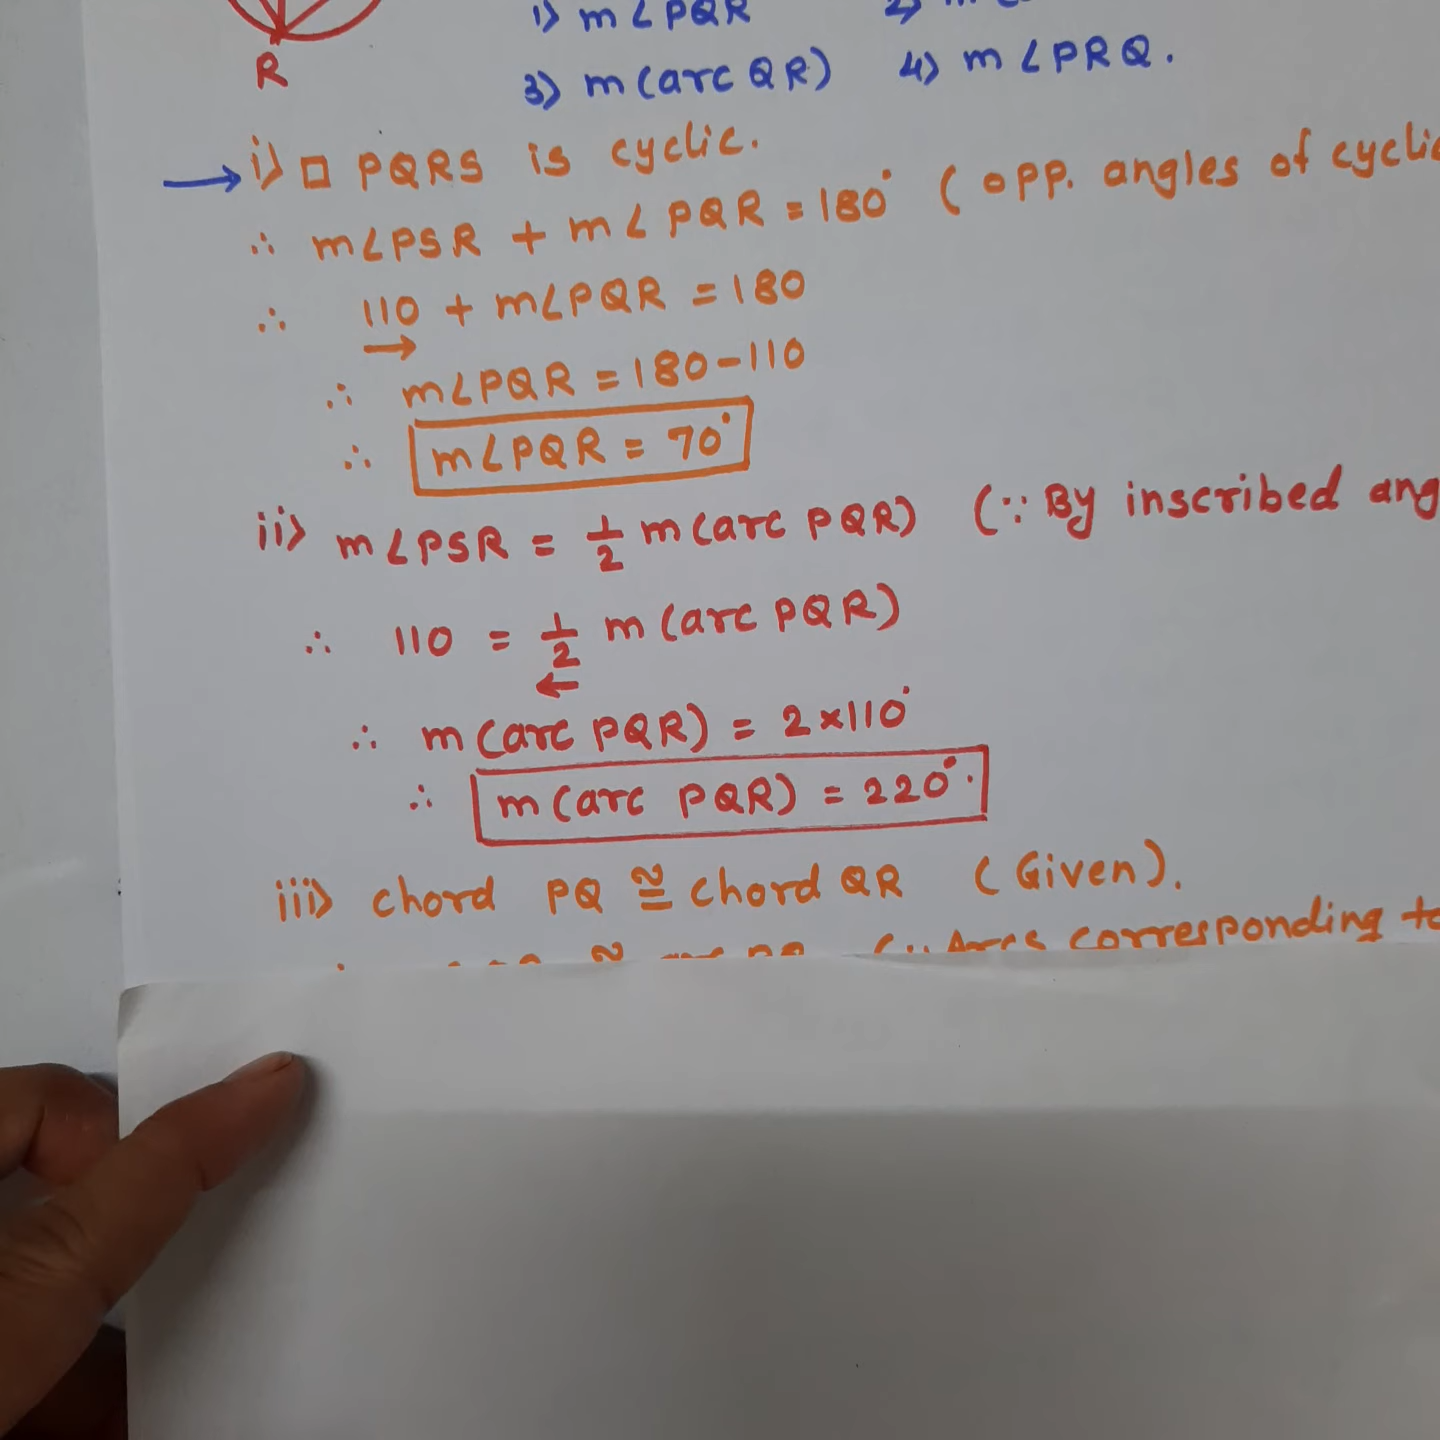 R
1) m∠PQR 2)
3) m(arc QR) 4) m∠PRQ.
→ i) □ PQRS is cyclic.
∴ m∠PSR + m∠PQR = 180° (opp. angles of cyclic
∴ 110 + m∠PQR = 180
∴ m∠PQR = 180-110
∴ m∠PQR = 70°
ii) m∠PSR = 1/2 m(arc PQR) (∵ By inscribed ang
∴ 110 = 1/2 m(arc PQR)
∴ m(arc PQR) = 2×110°
∴ m(arc PQR) = 220°.
iii) chord PQ ≅ chord QR (Given).
corresponding to